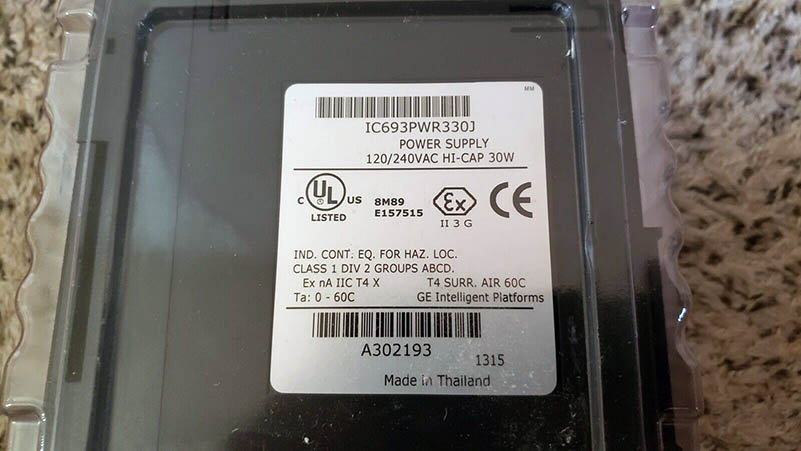 MM
IC693PWR330J
POWER SUPPLY
120/240VAC HI-CAP 30W
C UL US
LISTED
8M89
E157515
Ex
II 3 G
CE
IND. CONT. EQ. FOR HAZ. LOC.
CLASS 1 DIV 2 GROUPS ABCD.
Ex nA IIC T4 X T4 SURR. AIR 60C
Ta: 0 - 60C GE Intelligent Platforms
A302193
1315
Made in Thailand